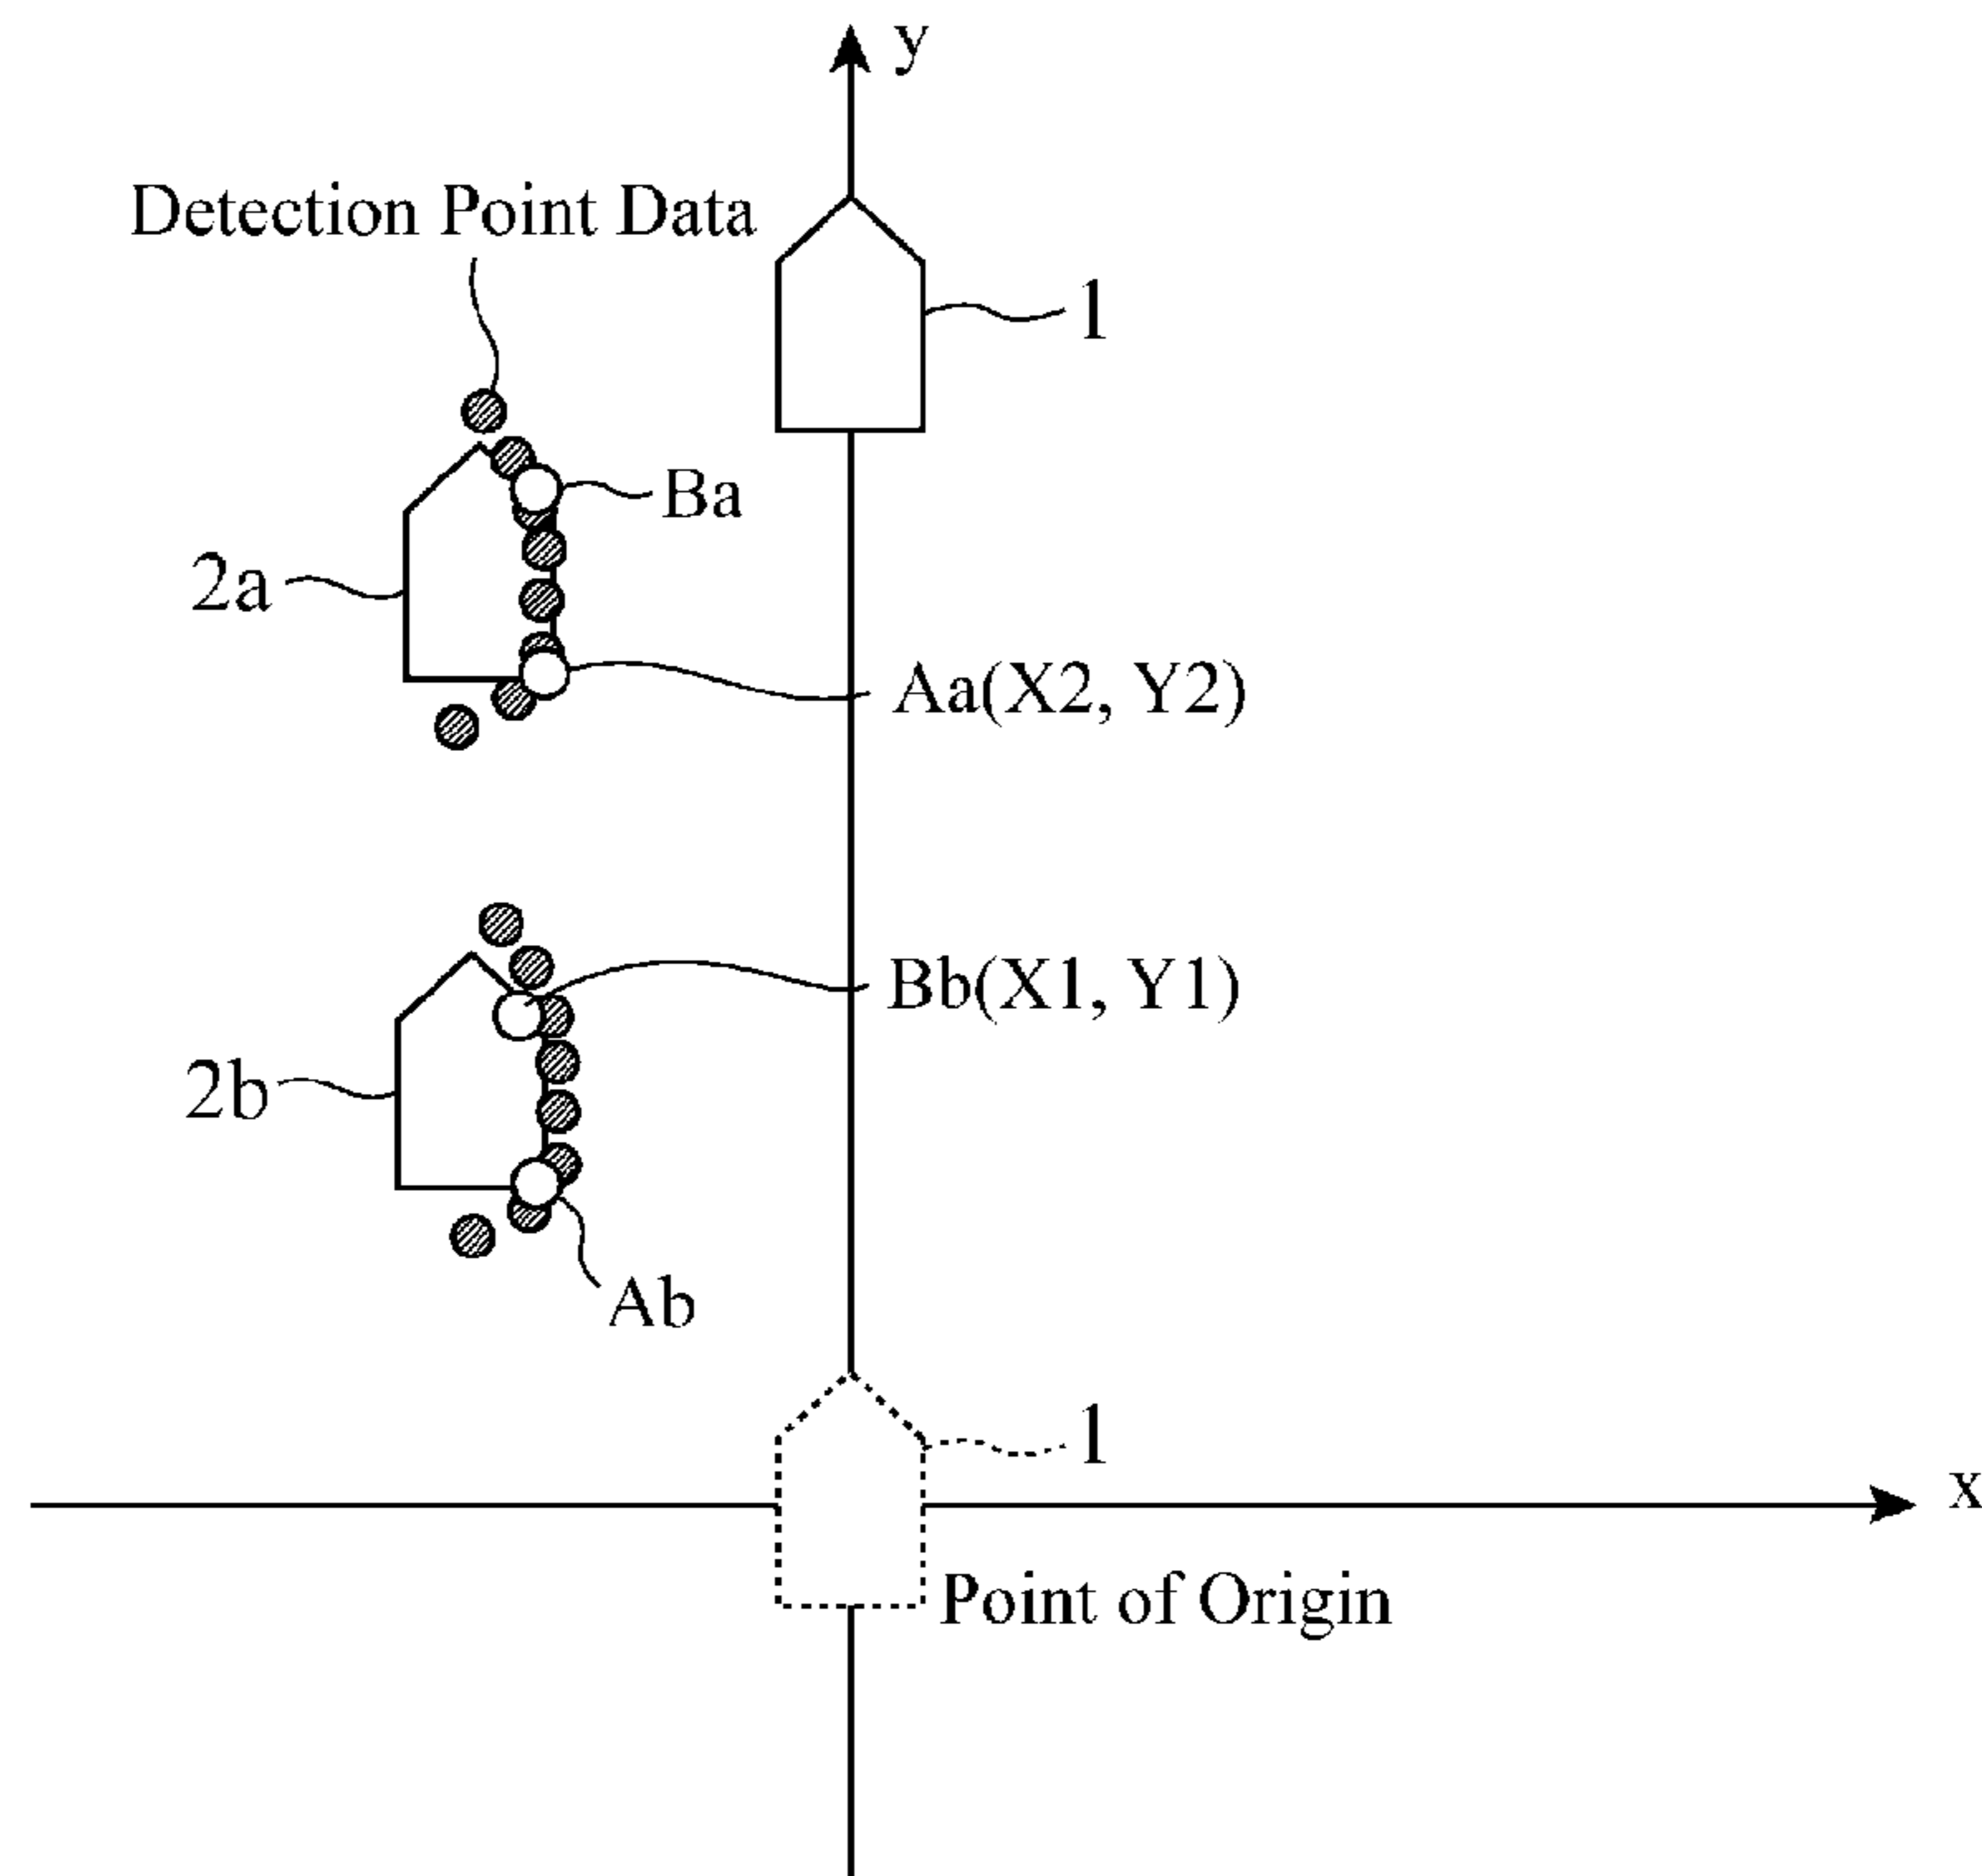 y
Detection Point Data
1
Ba
2a
Aa(X2, Y2)
Bb(X1, Y1)
2b
Ab
1
x
Point of Origin